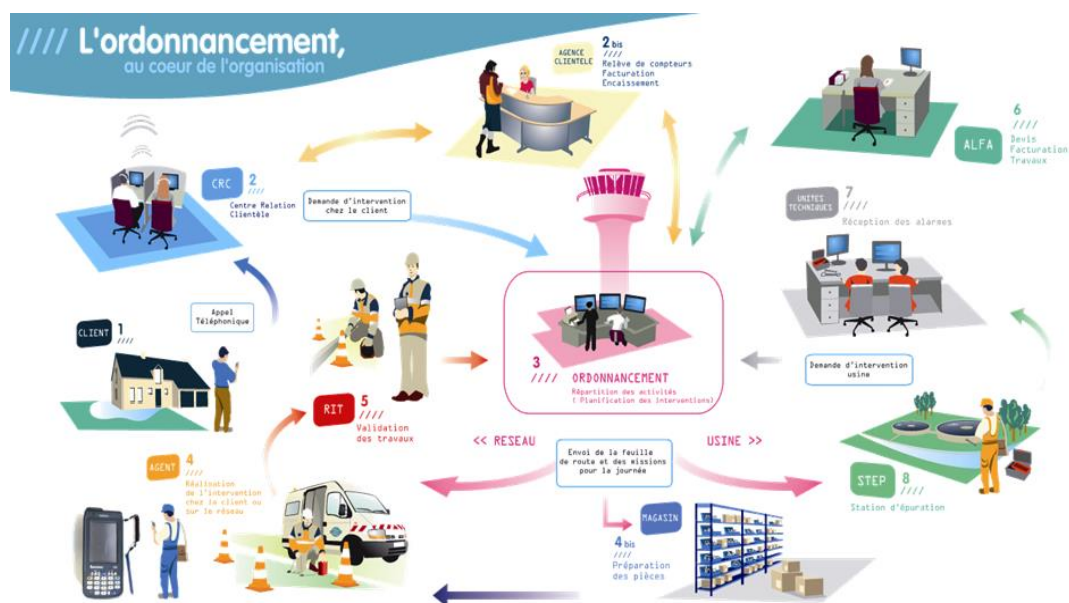 //// L'ordonnancement,
au coeur de l'organisation
AGENCE
CLIENTELE
2 bis
////
Relève de compteurs
Facturation
Encaissement
6
////
ALFA
Devis
Facturation
Travaux
CRC
2
////
Centre Relation
Clientèle
Demande d'intervention
chez le client
UNITES
TECHNIQUES
7
////
Réception des alarmes
Appel
Téléphonique
CLIENT
1
////
3
////
ORDONNANCEMENT
Répartition des activités
( Planification des interventions)
Demande d'intervention
usine
RIT
5
////
Validation
des travaux
<< RESEAU
USINE >>
Envoi de la feuille
de route et des missions
pour la journée
AGENT
4
////
Réalisation
de l'intervention
chez le client ou
sur le réseau
STEP
8
////
Station d'épuration
MAGASIN
4 bis
////
Préparation
des pièces